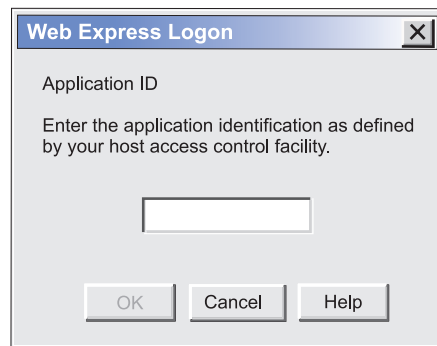 Web Express Logon
Application ID
Enter the application identification as defined
by your host access control facility.
OK Cancel Help